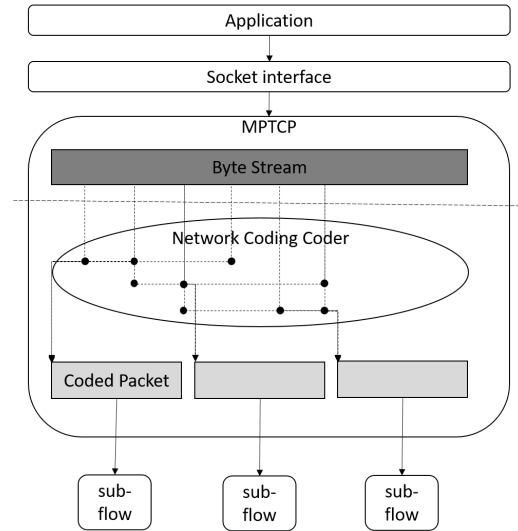 Application
Socket interface
MPTCP
Byte Stream
Network Coding Coder
Coded Packet
sub-
flow
sub-
flow
sub-
flow